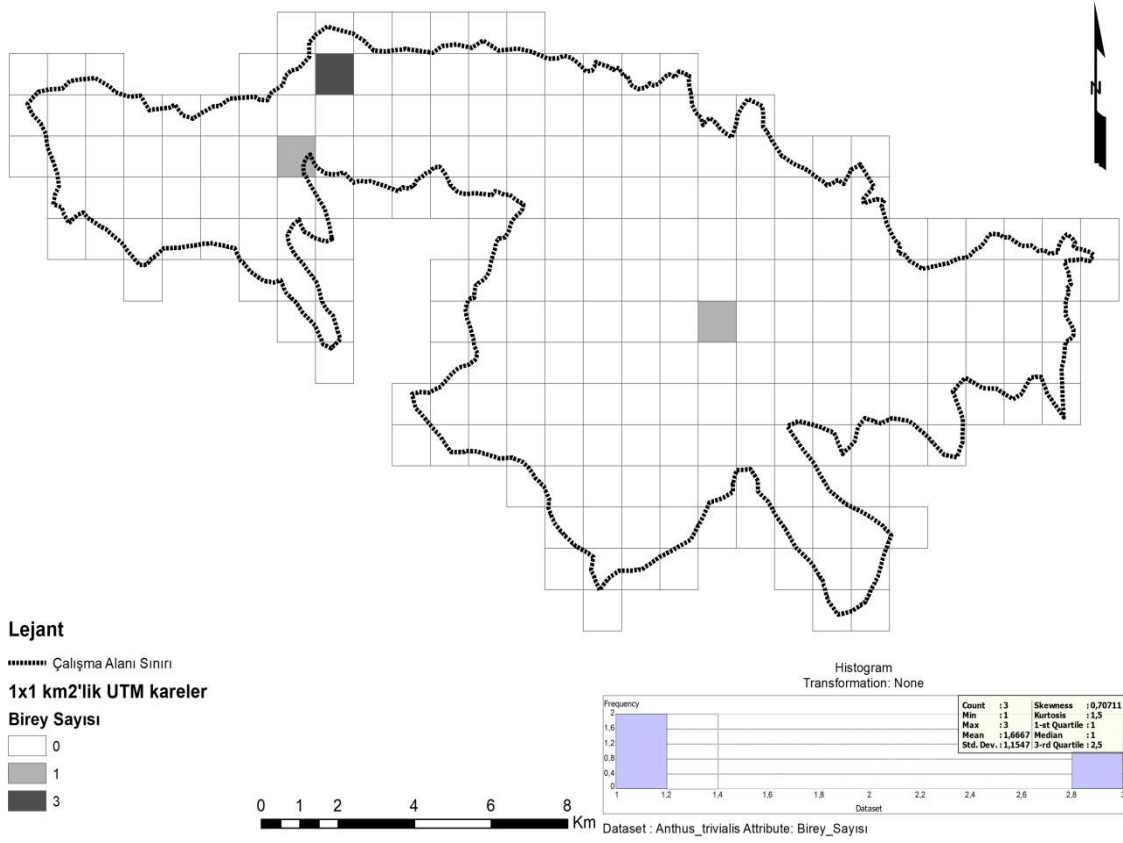 N
Lejant
Çalışma Alanı Sınırı
1x1 km2'lik UTM kareler
Birey Sayısı
0
1
3
0 1 2 4 6 8
Km
Histogram
Transformation: None
Frequency
Count : 3 Skewness : 0,70711
Min : 1 Kurtosis : 1,5
Max : 3 1-st Quartile : 1
Mean : 1,6667 Median : 1
Std. Dev. : 1,1547 3-rd Quartile : 2,5
2
1,6
1,2
0,8
0,4
0
1 1,2 1,4 1,6 1,8 2 2,2 2,4 2,6 2,8
Dataset
Dataset : Anthus_trivialis Attribute: Birey_Sayısı